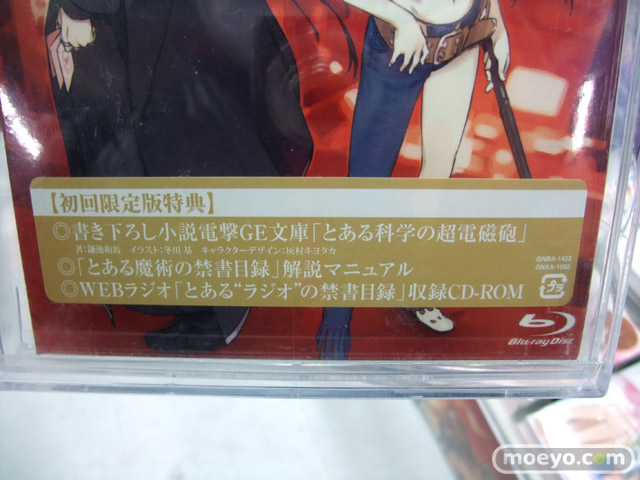 【初回限定版特典】
◎書き下ろし小説電撃GE文庫「とある科学の超電磁砲」
著:鎌池和馬 イラスト:冬川 基 キャラクターデザイン:灰村キヨタカ
◎「とある魔術の禁書目録」解説マニュアル
◎WEBラジオ「とある“ラジオ”の禁書目録」収録CD-ROM
GNBA-1422
Blu-ray Disc
moeyo.com